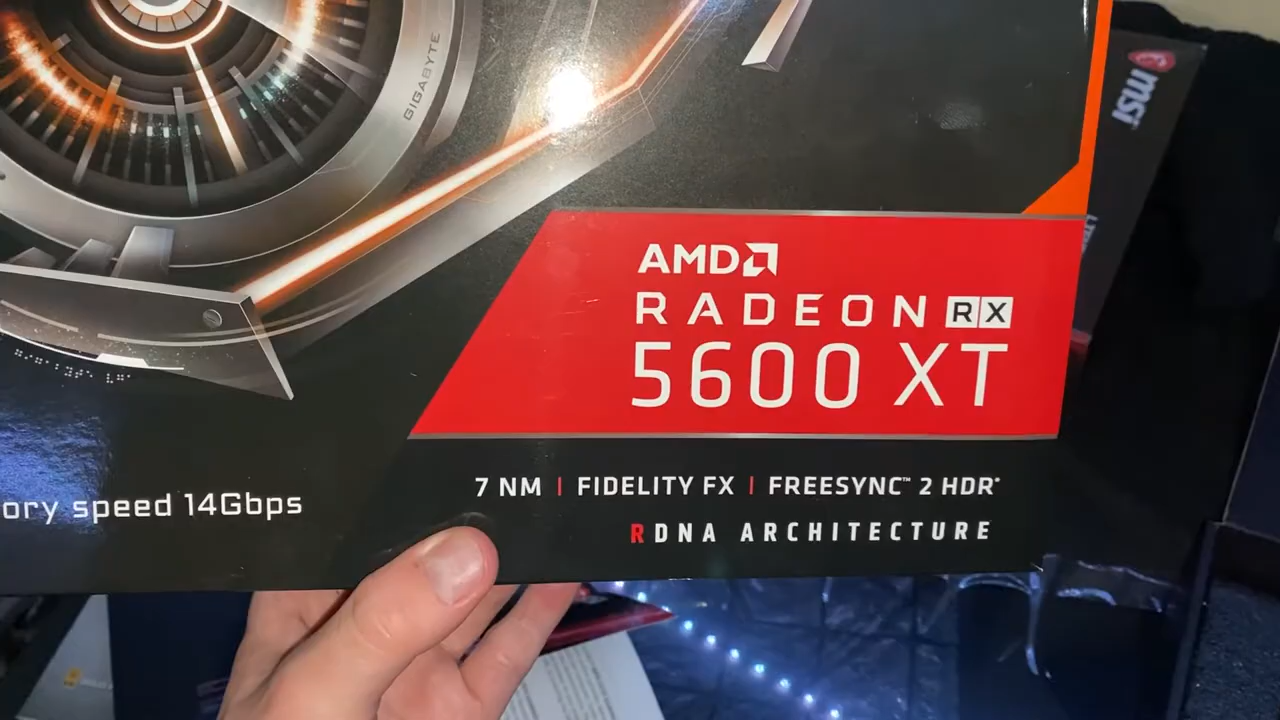 GIGABYTE
msi
AMD
RADEON RX
5600 XT
7 NM | FIDELITY FX | FREESYNC™ 2 HDR*
ory speed 14Gbps
RDNA ARCHITECTURE